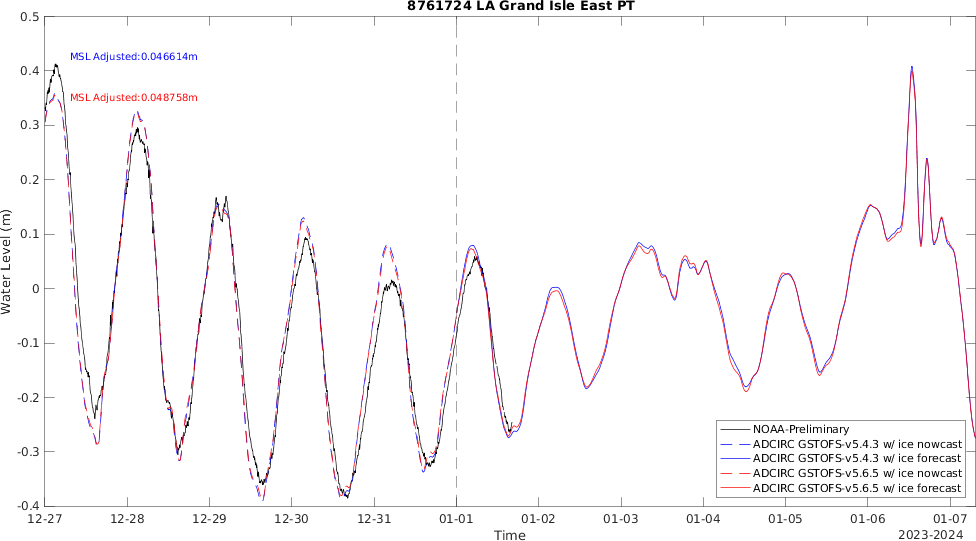 8761724 LA Grand Isle East PT
MSL Adjusted:0.046614m
MSL Adjusted:0.048758m
Water Level (m)
0.5
0.4
0.3
0.2
0.1
0
-0.1
-0.2
-0.3
-0.4
NOAA-Preliminary
ADCIRC GSTOFS-v5.4.3 w/ ice nowcast
ADCIRC GSTOFS-v5.4.3 w/ ice forecast
ADCIRC GSTOFS-v5.6.5 w/ ice nowcast
ADCIRC GSTOFS-v5.6.5 w/ ice forecast
12-27 12-28 12-29 12-30 12-31 01-01 01-02 01-03 01-04 01-05 01-06 01-07
Time
2023-2024